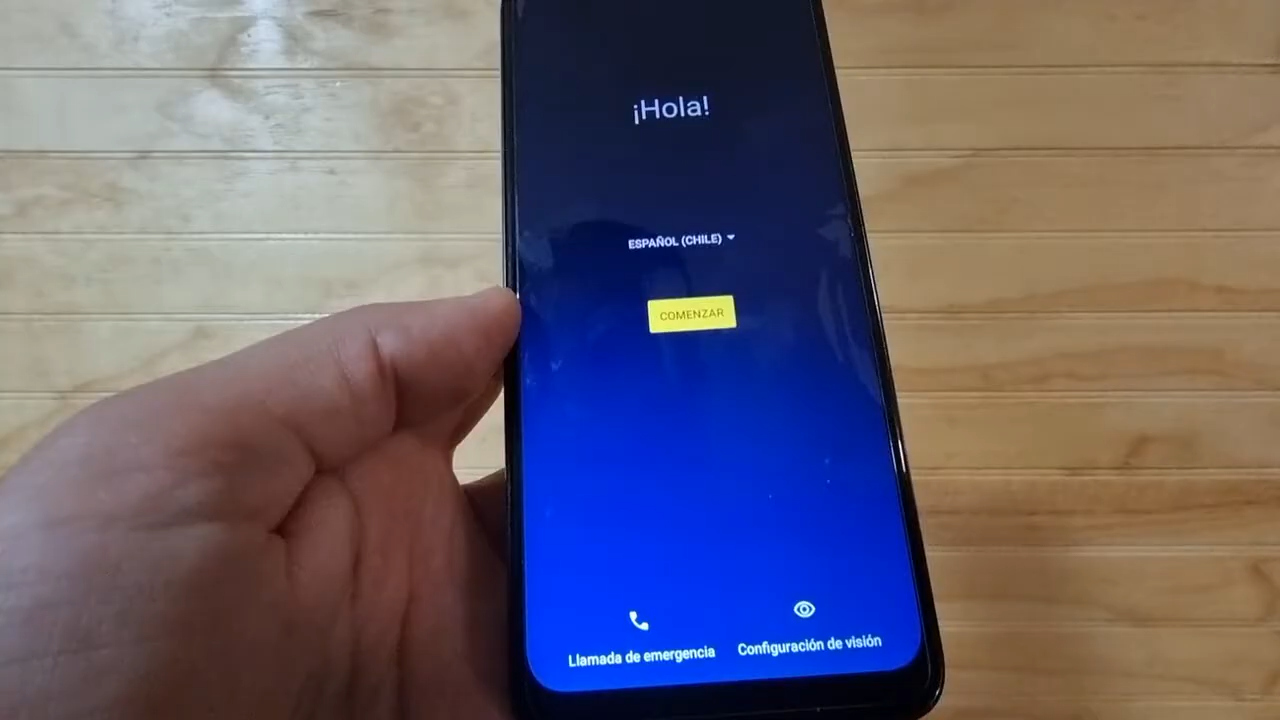 ¡Hola!
ESPAÑOL (CHILE)
COMENZAR
Llamada de emergencia
Configuración de visión